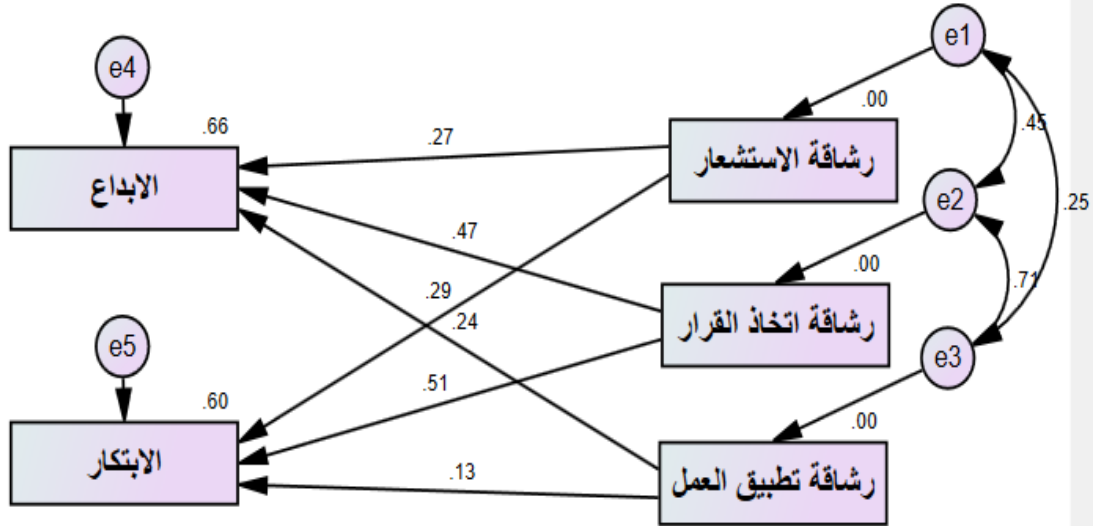 e1
e4
.00
.66
.27
.45
رشاقة الاستشعار
الابداع
e2
.25
.47
.00
.71
.29
.24
رشاقة اتخاذ القرار
e5
e3
.51
.60
.00
الابتكار
.13
رشاقة تطبيق العمل